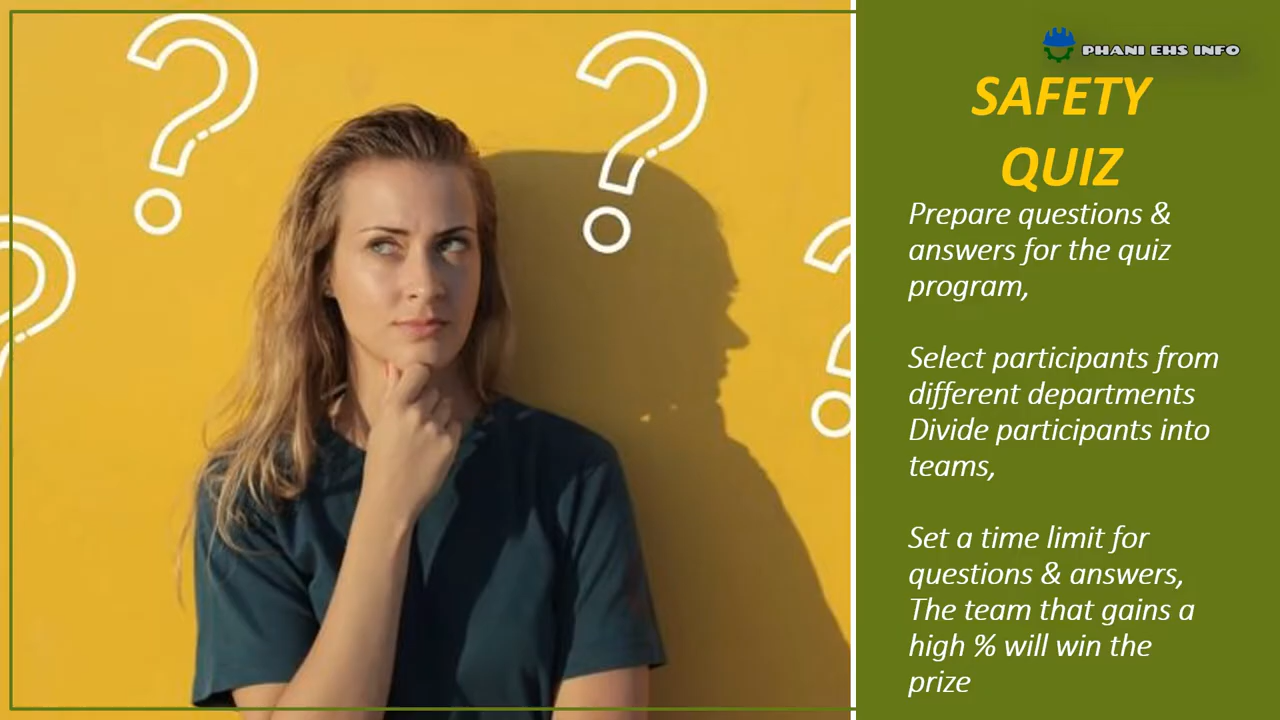 PHANI EHS INFO
SAFETY
QUIZ
Prepare questions &
answers for the quiz
program,
Select participants from
different departments
Divide participants into
teams,
Set a time limit for
questions & answers,
The team that gains a
high % will win the
prize